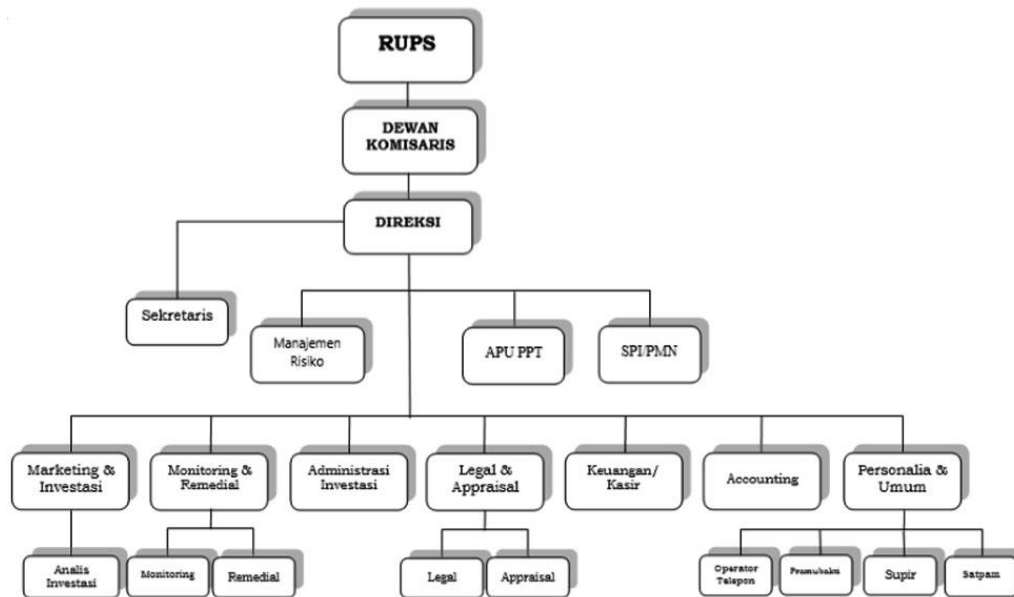 RUPS
DEWAN
KOMISARIS
DIREKSI
Sekretaris
Manajemen
Risiko
APU PPT
SPI/PMN
Marketing &
Investasi
Monitoring &
Remedial
Administrasi
Investasi
Legal &
Appraisal
Keuangan/
Kasir
Accounting
Personalia &
Umum
Analis
Investasi
Monitoring
Remedial
Legal
Appraisal
Operator
Telepon
Pramubakti
Supir
Satpam